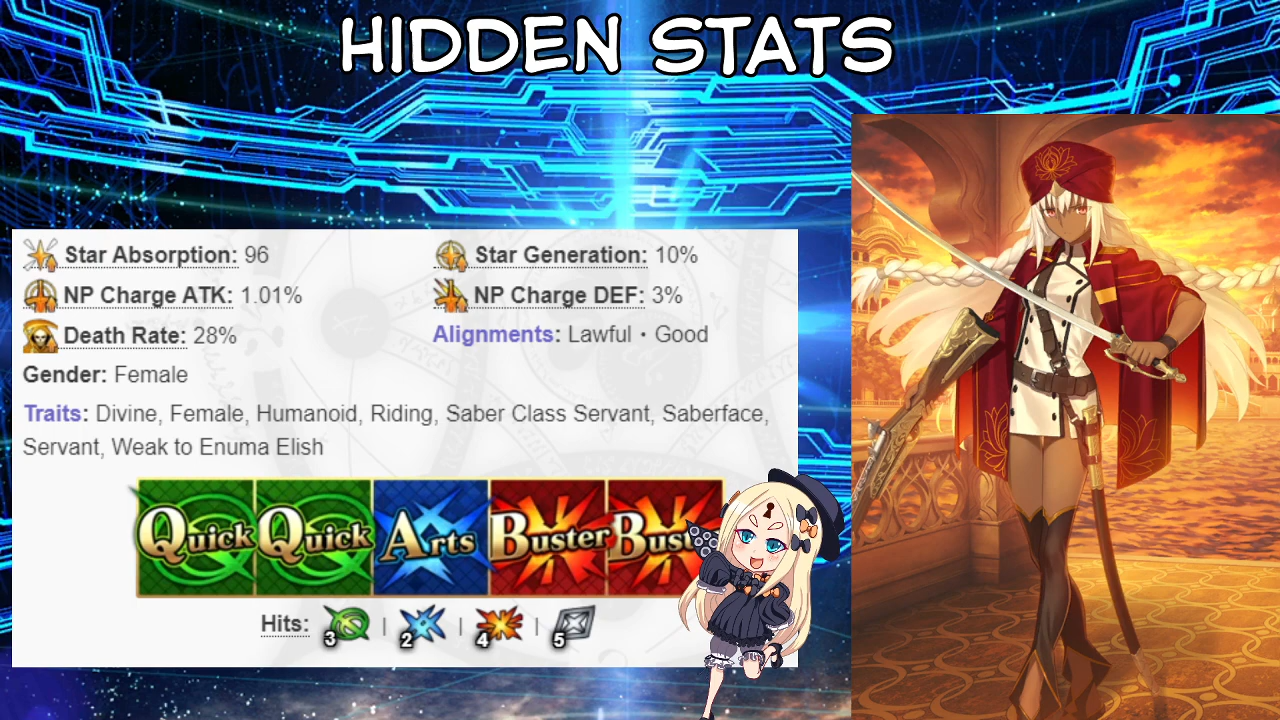 HIDDEN STATS
Star Absorption: 96
Star Generation: 10%
NP Charge ATK: 1.01%
NP Charge DEF: 3%
Death Rate: 28%
Alignments: Lawful · Good
Gender: Female
Traits: Divine, Female, Humanoid, Riding, Saber Class Servant, Saberface,
Servant, Weak to Enuma Elish
Quick Quick Arts Buster Bus
Hits: 3 | 2 | 4 | 5